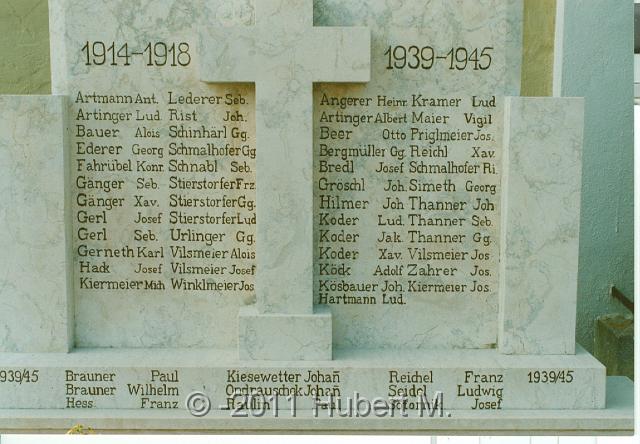 1914-1918
Artmann Ant. Lederer Seb.
Artinger Lud. Rist Joh.
Bauer Alois Schinhärl Gg.
Ederer Georg Schmalhofer Gg
Fahrübel Konr. Schnabl Seb.
Gänger Seb. Stierstorfer Frz.
Gänger Xav. Stierstorfer Gg.
Gerl Josef Stierstorfer Lud
Gerl Seb. Urlinger Gg.
Gerneth Karl Vilsmeier Alois
Hack Josef Vilsmeier Josef
Kiermeier Mich Winklmeier Jos
1939-1945
Angerer Heinr. Kramer Lud
Artinger Albert Maier Vigil
Beer Otto Priglmeier Jos.
Bergmüller Gg. Reichl Xav.
Bredl Josef Schmalhofer Ri.
Gröschl Joh. Simeth Georg
Hilmer Joh Thanner Joh
Koder Lud. Thanner Seb.
Koder Jak. Thanner Gg.
Koder Xav. Vilsmeier Jos.
Köck Adolf Zahrer Jos.
Kösbauer Joh. Kiermeier Jos.
Hartmann Lud.
1939/45 Brauner Paul Kiesewetter Johañ Reichel Franz 1939/45
Brauner Wilhelm Ondrauschek Johañ Seidel Ludwig
Hess Franz Josef
© 2011 Hubert M.